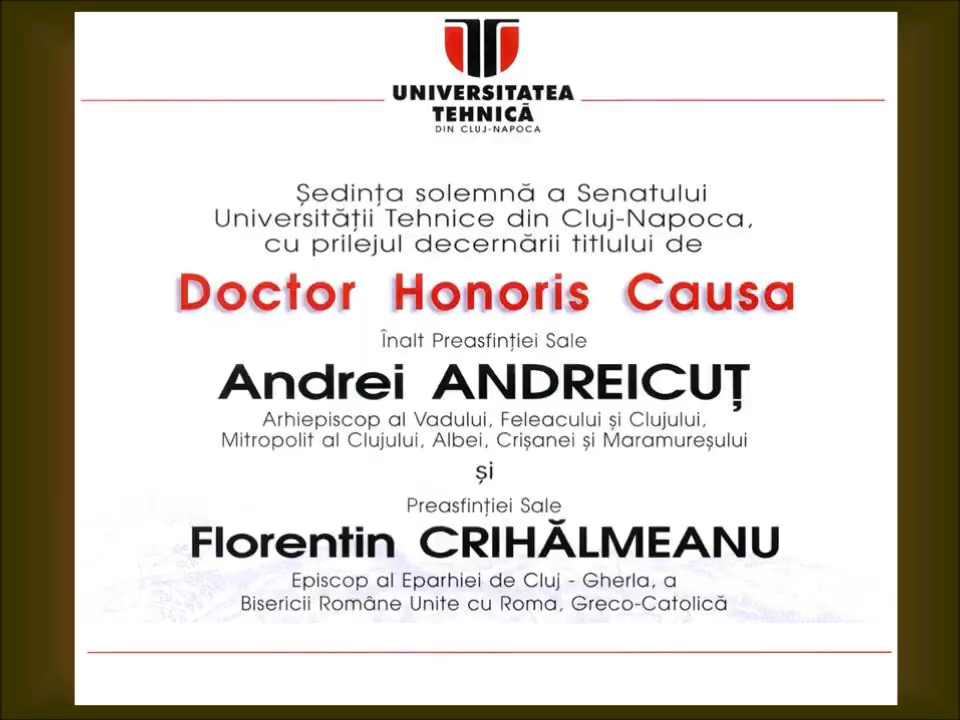 UNIVERSITATEA
TEHNICĂ
DIN CLUJ-NAPOCA
Ședința solemnă a Senatului
Universității Tehnice din Cluj-Napoca,
cu prilejul decernării titlului de
Doctor Honoris Causa
Înalt Preasfinției Sale
Andrei ANDREICUȚ
Arhiepiscop al Vadului, Feleacului și Clujului,
Mitropolit al Clujului, Albei, Crișanei și Maramureșului
și
Preasfinției Sale
Florentin CRIHĂLMEANU
Episcop al Eparhiei de Cluj - Gherla, a
Bisericii Române Unite cu Roma, Greco-Catolică